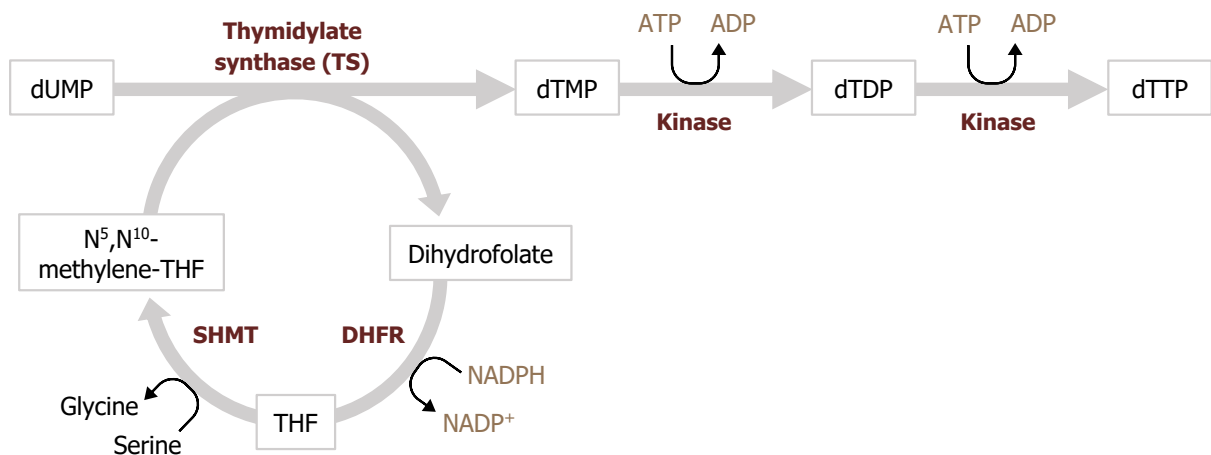 Thymidylate
synthase (TS)
ATP
ADP
ATP
ADP
dUMP
dTMP
dTDP
dTTP
Kinase
Kinase
N⁵,N¹⁰-
methylene-THF
Dihydrofolate
SHMT
DHFR
NADPH
NADP⁺
Glycine
Serine
THF